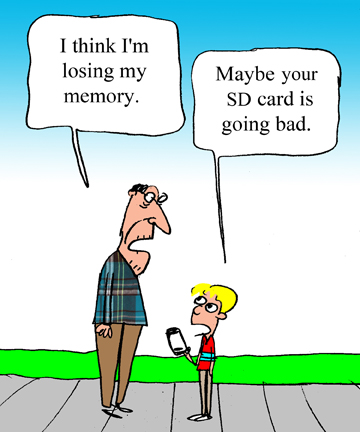 I think I'm
losing my
memory.
Maybe your
SD card is
going bad.